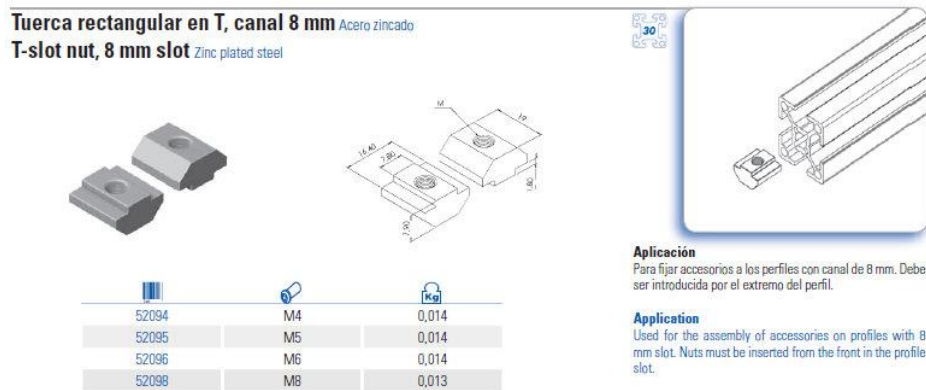 Tuerca rectangular en T, canal 8 mm Acero zincado
T-slot nut, 8 mm slot Zinc plated steel
30
M
19
16.40
7.80
1.80
7.90
Kg
52094 M4 0,014
52095 M5 0,014
52096 M6 0,014
52098 M8 0,013
Aplicación
Para fijar accesorios a los perfiles con canal de 8 mm. Debe
ser introducida por el extremo del perfil.
Application
Used for the assembly of accessories on profiles with 8
mm slot. Nuts must be inserted from the front in the profile
slot.